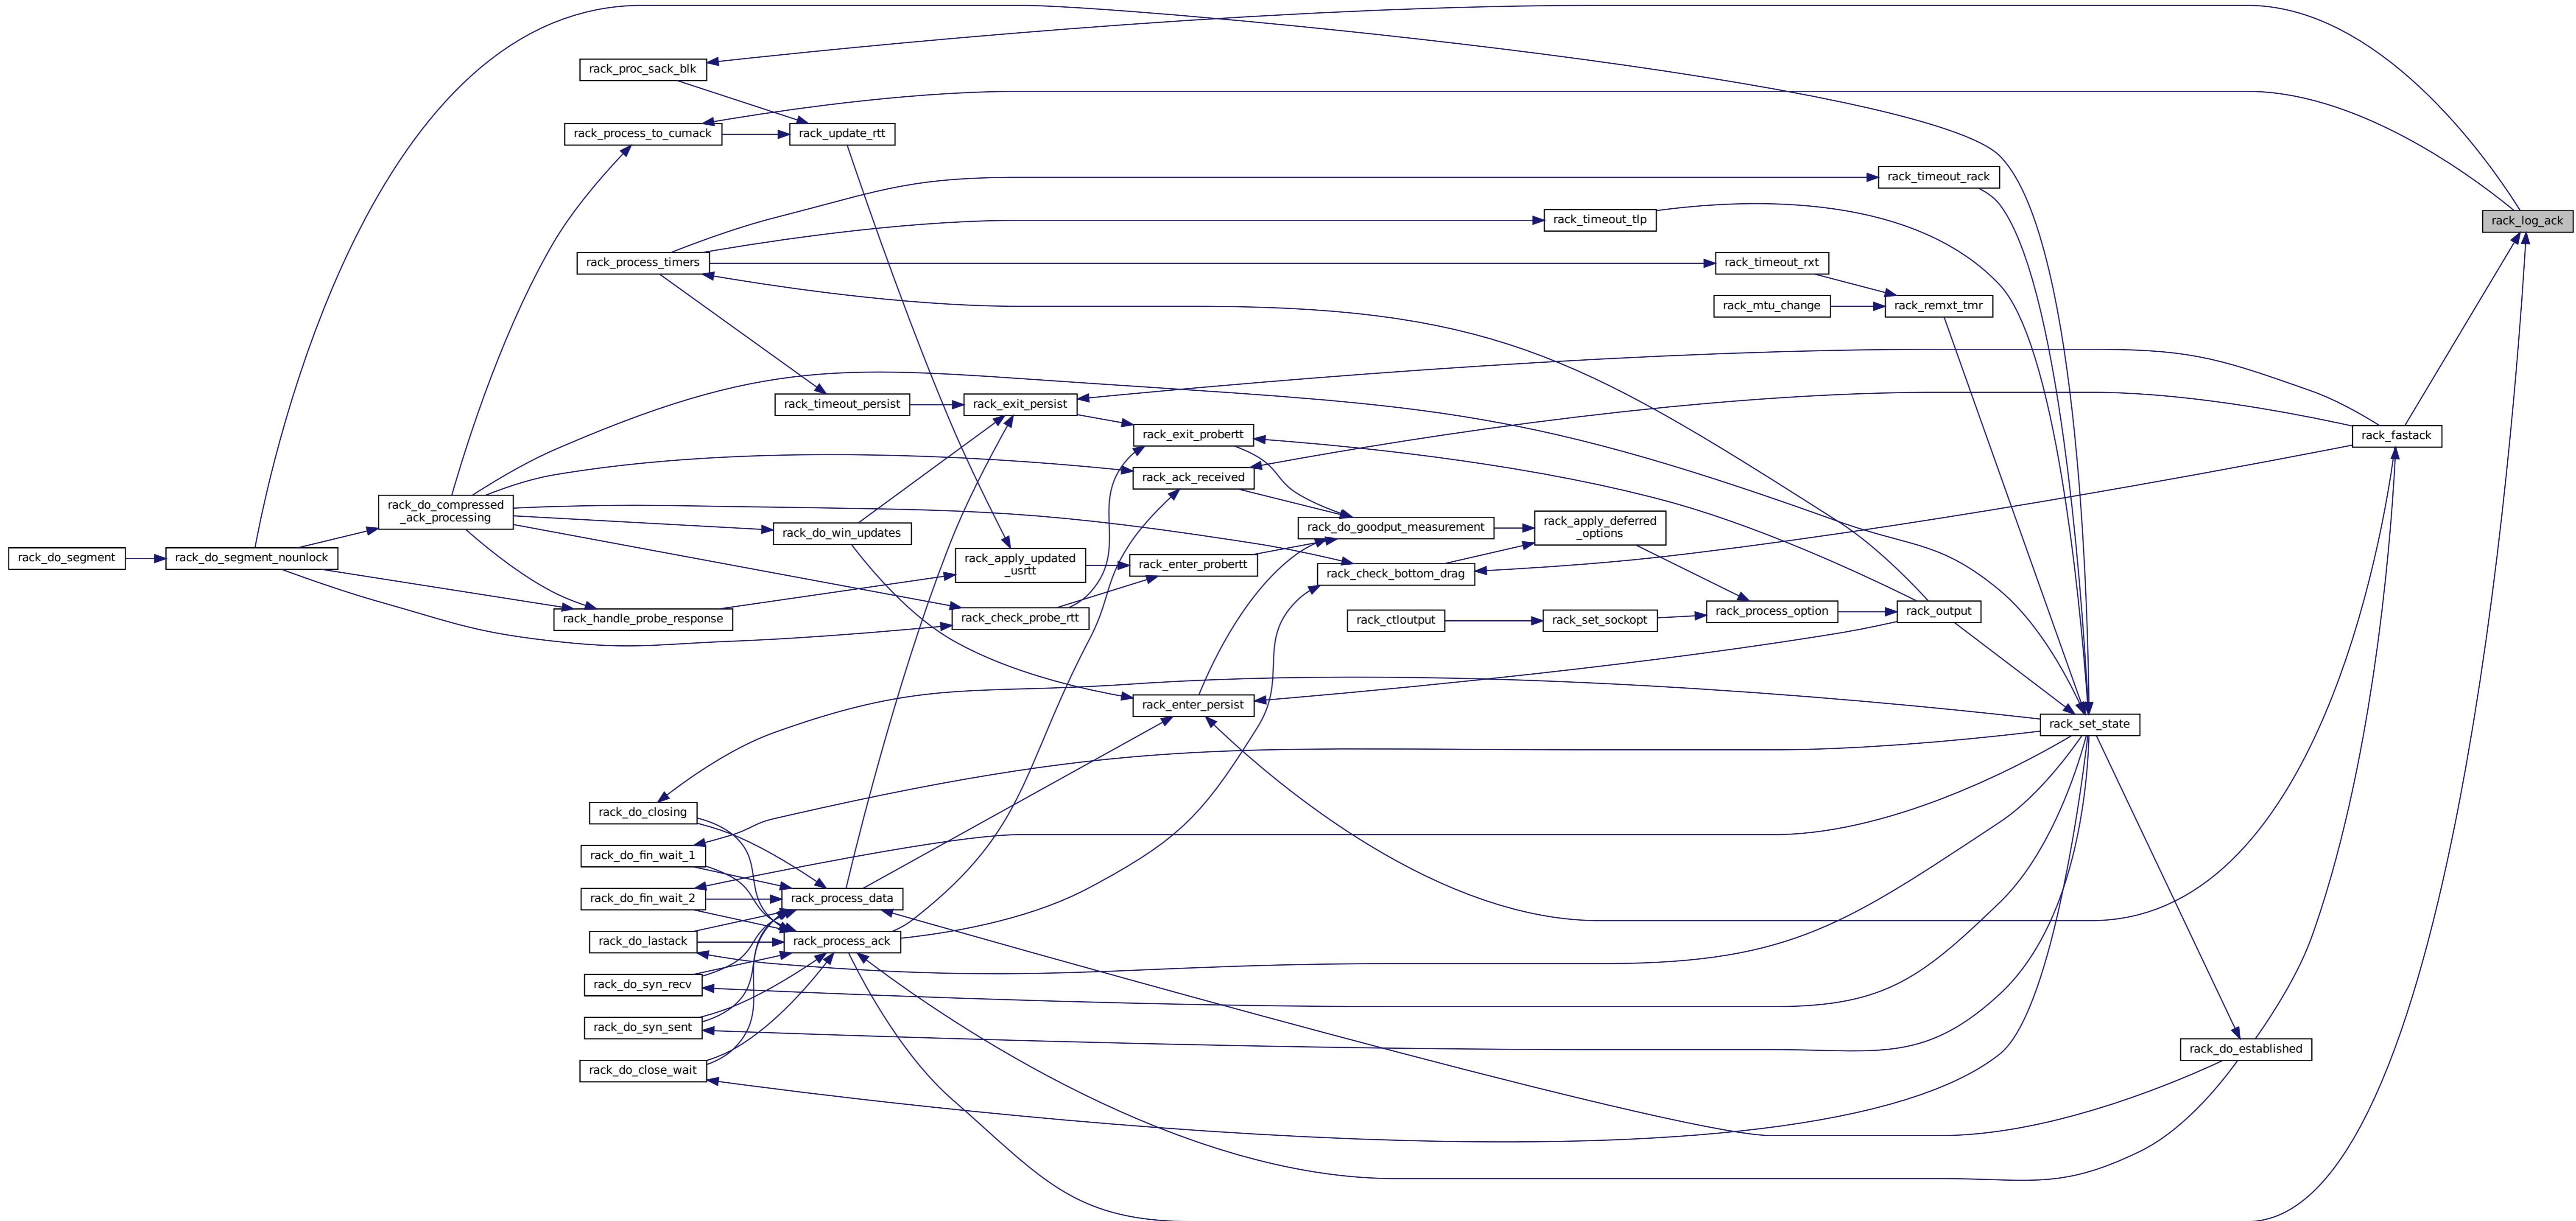 rack_proc_sack_blk
rack_process_to_cumack
rack_update_rtt
rack_timeout_rack
rack_timeout_tlp
rack_log_ack
rack_process_timers
rack_timeout_rxt
rack_mtu_change
rack_remxt_tmr
rack_timeout_persist
rack_exit_persist
rack_exit_probertt
rack_fastack
rack_ack_received
rack_do_compressed
_ack_processing
rack_do_win_updates
rack_do_goodput_measurement
rack_apply_deferred
_options
rack_do_segment
rack_do_segment_nounlock
rack_apply_updated
_usrtt
rack_enter_probertt
rack_check_bottom_drag
rack_handle_probe_response
rack_check_probe_rtt
rack_ctloutput
rack_set_sockopt
rack_process_option
rack_output
rack_enter_persist
rack_set_state
rack_do_closing
rack_do_fin_wait_1
rack_do_fin_wait_2
rack_process_data
rack_do_lastack
rack_process_ack
rack_do_syn_recv
rack_do_syn_sent
rack_do_established
rack_do_close_wait